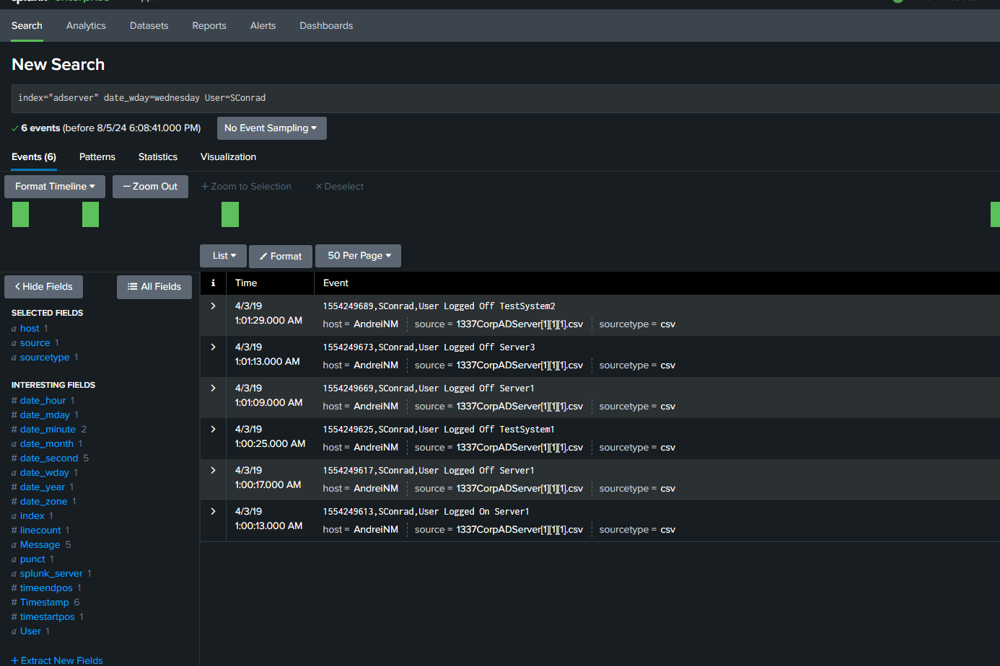 Search Analytics Datasets Reports Alerts Dashboards
New Search
index="adserver" date_wday=wednesday User=SConrad
6 events (before 8/5/24 6:08:41.000 PM) No Event Sampling
Events (6) Patterns Statistics Visualization
Format Timeline – Zoom Out + Zoom to Selection × Deselect
List Format 50 Per Page
< Hide Fields All Fields
SELECTED FIELDS
a host 1
a source 1
a sourcetype 1
INTERESTING FIELDS
# date_hour 1
# date_mday 1
# date_minute 2
a date_month 1
# date_second 5
a date_wday 1
# date_year 1
# date_zone 1
a index 1
# linecount 1
a Message 5
a punct 1
a splunk_server 1
# timeendpos 1
# Timestamp 6
# timestartpos 1
a User 1
+ Extract New Fields
i Time Event
> 4/3/19 1554249689,SConrad,User Logged Off TestSystem2
1:01:29.000 AM host = AndreiNM source = 1337CorpADServer[1][1][1].csv sourcetype = csv
> 4/3/19 1554249673,SConrad,User Logged Off Server3
1:01:13.000 AM host = AndreiNM source = 1337CorpADServer[1][1][1].csv sourcetype = csv
> 4/3/19 1554249669,SConrad,User Logged Off Server1
1:01:09.000 AM host = AndreiNM source = 1337CorpADServer[1][1][1].csv sourcetype = csv
> 4/3/19 1554249625,SConrad,User Logged Off TestSystem1
1:00:25.000 AM host = AndreiNM source = 1337CorpADServer[1][1][1].csv sourcetype = csv
> 4/3/19 1554249617,SConrad,User Logged Off Server1
1:00:17.000 AM host = AndreiNM source = 1337CorpADServer[1][1][1].csv sourcetype = csv
> 4/3/19 1554249613,SConrad,User Logged On Server1
1:00:13.000 AM host = AndreiNM source = 1337CorpADServer[1][1][1].csv sourcetype = csv